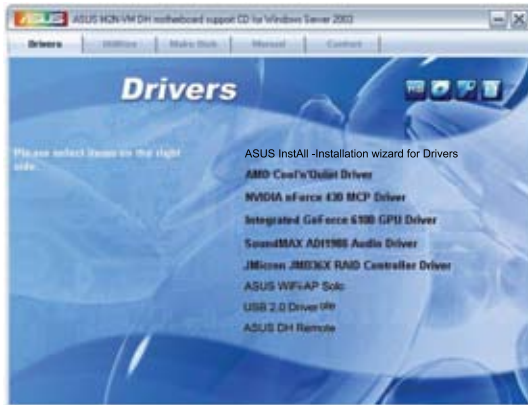 ASUS M2N-VM DH motherboard support CD for Windows Server 2003
Drivers Utilities Make Disk Manual Contact
Drivers
Please select items on the right
side.
ASUS InstAll -Installation wizard for Drivers
AMD Cool'n'Quiet Driver
NVIDIA nForce 430 MCP Driver
Integrated GeForce 6100 GPU Driver
SoundMAX ADI1988 Audio Driver
JMicron JMB36X RAID Controller Driver
ASUS WiFi-AP Solo
USB 2.0 Driver
ASUS DH Remote